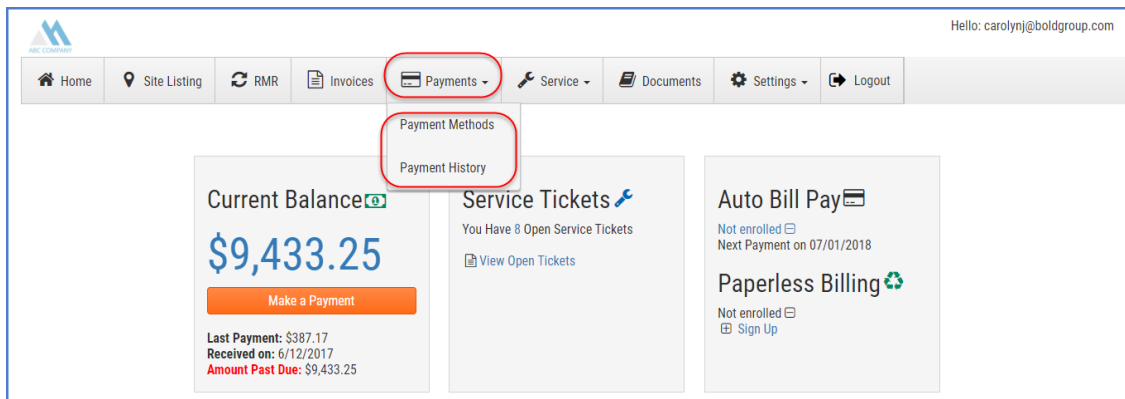 Hello: carolynj@boldgroup.com
ABC COMPANY
Home Site Listing RMR Invoices Payments Service Documents Settings Logout
Payment Methods
Payment History
Current Balance
$9,433.25
Make a Payment
Last Payment: $387.17
Received on: 6/12/2017
Amount Past Due: $9,433.25
Service Tickets
You Have 8 Open Service Tickets
View Open Tickets
Auto Bill Pay
Not enrolled
Next Payment on 07/01/2018
Paperless Billing
Not enrolled
Sign Up